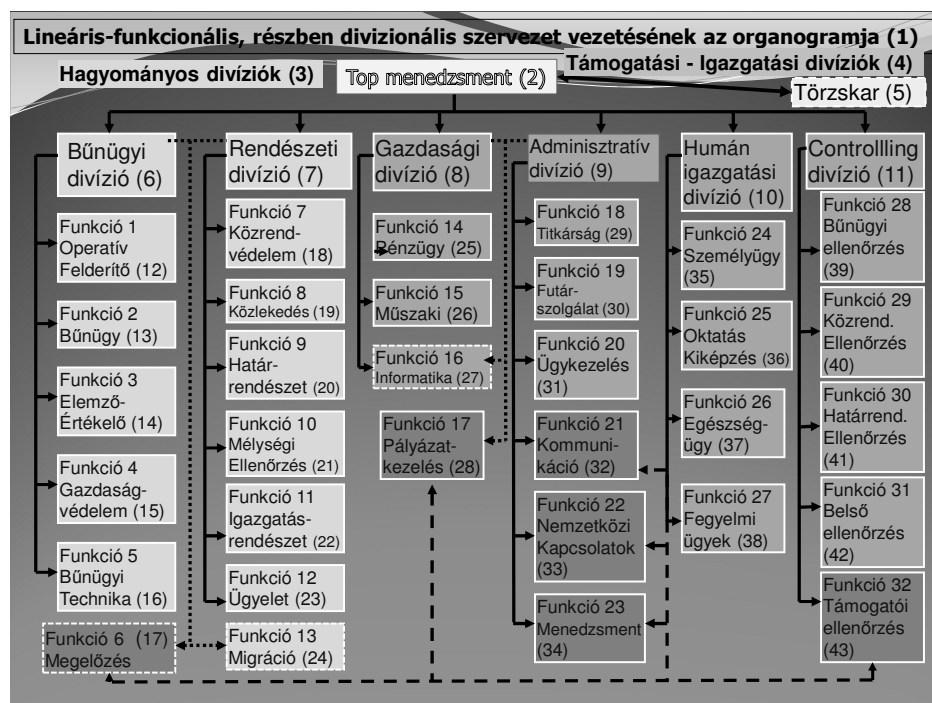 Lineáris-funkcionális, részben divizionális szervezet vezetésének az organogramja (1)
Hagyományos divíziók (3)
Top menedzsment (2)
Támogatási - Igazgatási divíziók (4)
Törzskar (5)
Bűnügyi
divízió (6)
Funkció 1
Operatív
Felderítő (12)
Funkció 2
Bűnügy (13)
Funkció 3
Elemző-
Értékelő (14)
Funkció 4
Gazdaság-
védelem (15)
Funkció 5
Bűnügyi
Technika (16)
Funkció 6 (17)
Megelőzés
Rendészeti
divízió (7)
Funkció 7
Közrend-
védelem (18)
Funkció 8
Közlekedés (19)
Funkció 9
Határ-
rendészet (20)
Funkció 10
Mélységi
Ellenőrzés (21)
Funkció 11
Igazgatás-
rendészet (22)
Funkció 12
Ügyelet (23)
Funkció 13
Migráció (24)
Gazdasági
divízió (8)
Funkció 14
Pénzügy (25)
Funkció 15
Műszaki (26)
Funkció 16
Informatika (27)
Funkció 17
Pályázat-
kezelés (28)
Adminisztratív
divízió (9)
Funkció 18
Titkárság (29)
Funkció 19
Futár-
szolgálat (30)
Funkció 20
Ügykezelés
(31)
Funkció 21
Kommuni-
káció (32)
Funkció 22
Nemzetközi
Kapcsolatok
(33)
Funkció 23
Menedzsment
(34)
Humán
igazgatási
divízió (10)
Funkció 24
Személyügy
(35)
Funkció 25
Oktatás
Kiképzés (36)
Funkció 26
Egészség-
ügy (37)
Funkció 27
Fegyelmi
ügyek (38)
Controllling
divízió (11)
Funkció 28
Bűnügyi
ellenőrzés
(39)
Funkció 29
Közrend.
Ellenőrzés
(40)
Funkció 30
Határrend.
Ellenőrzés
(41)
Funkció 31
Belső
ellenőrzés
(42)
Funkció 32
Támogatói
ellenőrzés
(43)